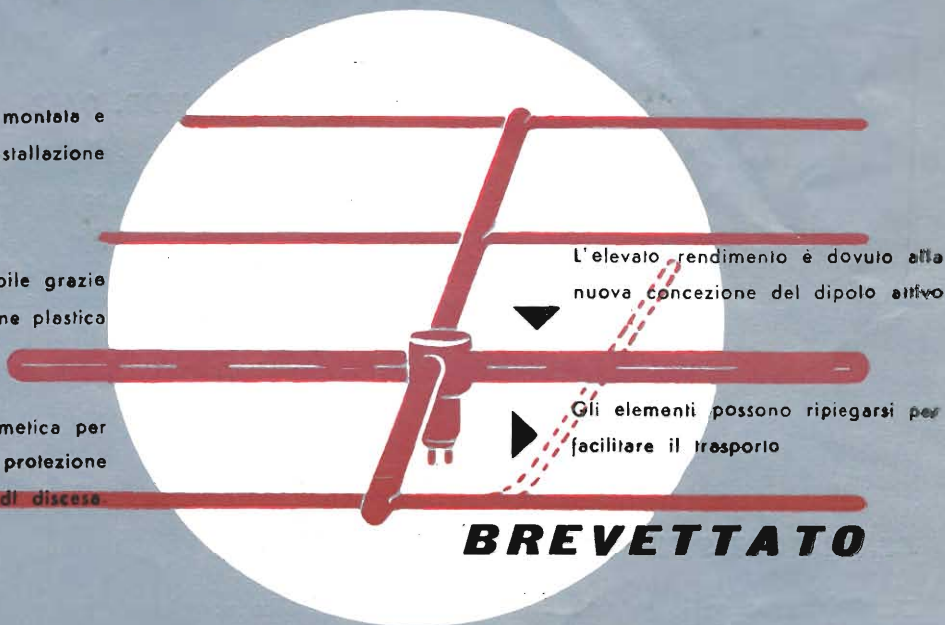 montata e
stallazione
bile grazie
ne plastica
metica per
protezione
di discesa.
L'elevato rendimento è dovuto alla
nuova concezione del dipolo attivo
Gli elementi possono ripiegarsi per
facilitare il trasporto
BREVETTATO